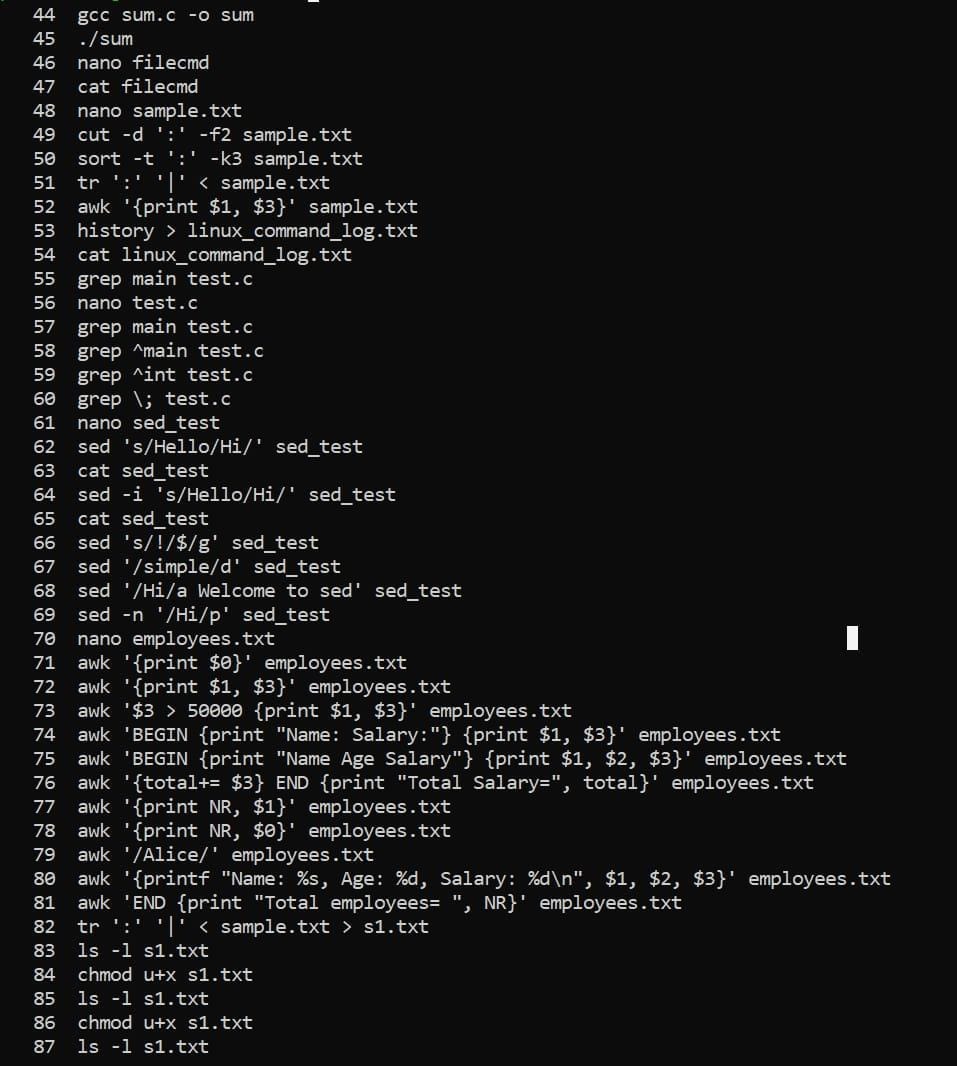 44 gcc sum.c -o sum
45 ./sum
46 nano filecmd
47 cat filecmd
48 nano sample.txt
49 cut -d ':' -f2 sample.txt
50 sort -t ':' -k3 sample.txt
51 tr ':' '|' < sample.txt
52 awk '{print $1, $3}' sample.txt
53 history > linux_command_log.txt
54 cat linux_command_log.txt
55 grep main test.c
56 nano test.c
57 grep main test.c
58 grep ^main test.c
59 grep ^int test.c
60 grep \; test.c
61 nano sed_test
62 sed 's/Hello/Hi/' sed_test
63 cat sed_test
64 sed -i 's/Hello/Hi/' sed_test
65 cat sed_test
66 sed 's/!/$/g' sed_test
67 sed '/simple/d' sed_test
68 sed '/Hi/a Welcome to sed' sed_test
69 sed -n '/Hi/p' sed_test
70 nano employees.txt
71 awk '{print $0}' employees.txt
72 awk '{print $1, $3}' employees.txt
73 awk '$3 > 50000 {print $1, $3}' employees.txt
74 awk 'BEGIN {print "Name: Salary:"} {print $1, $3}' employees.txt
75 awk 'BEGIN {print "Name Age Salary"} {print $1, $2, $3}' employees.txt
76 awk '{total+= $3} END {print "Total Salary=", total}' employees.txt
77 awk '{print NR, $1}' employees.txt
78 awk '{print NR, $0}' employees.txt
79 awk '/Alice/' employees.txt
80 awk '{printf "Name: %s, Age: %d, Salary: %d\n", $1, $2, $3}' employees.txt
81 awk 'END {print "Total employees= ", NR}' employees.txt
82 tr ':' '|' < sample.txt > s1.txt
83 ls -l s1.txt
84 chmod u+x s1.txt
85 ls -l s1.txt
86 chmod u+x s1.txt
87 ls -l s1.txt